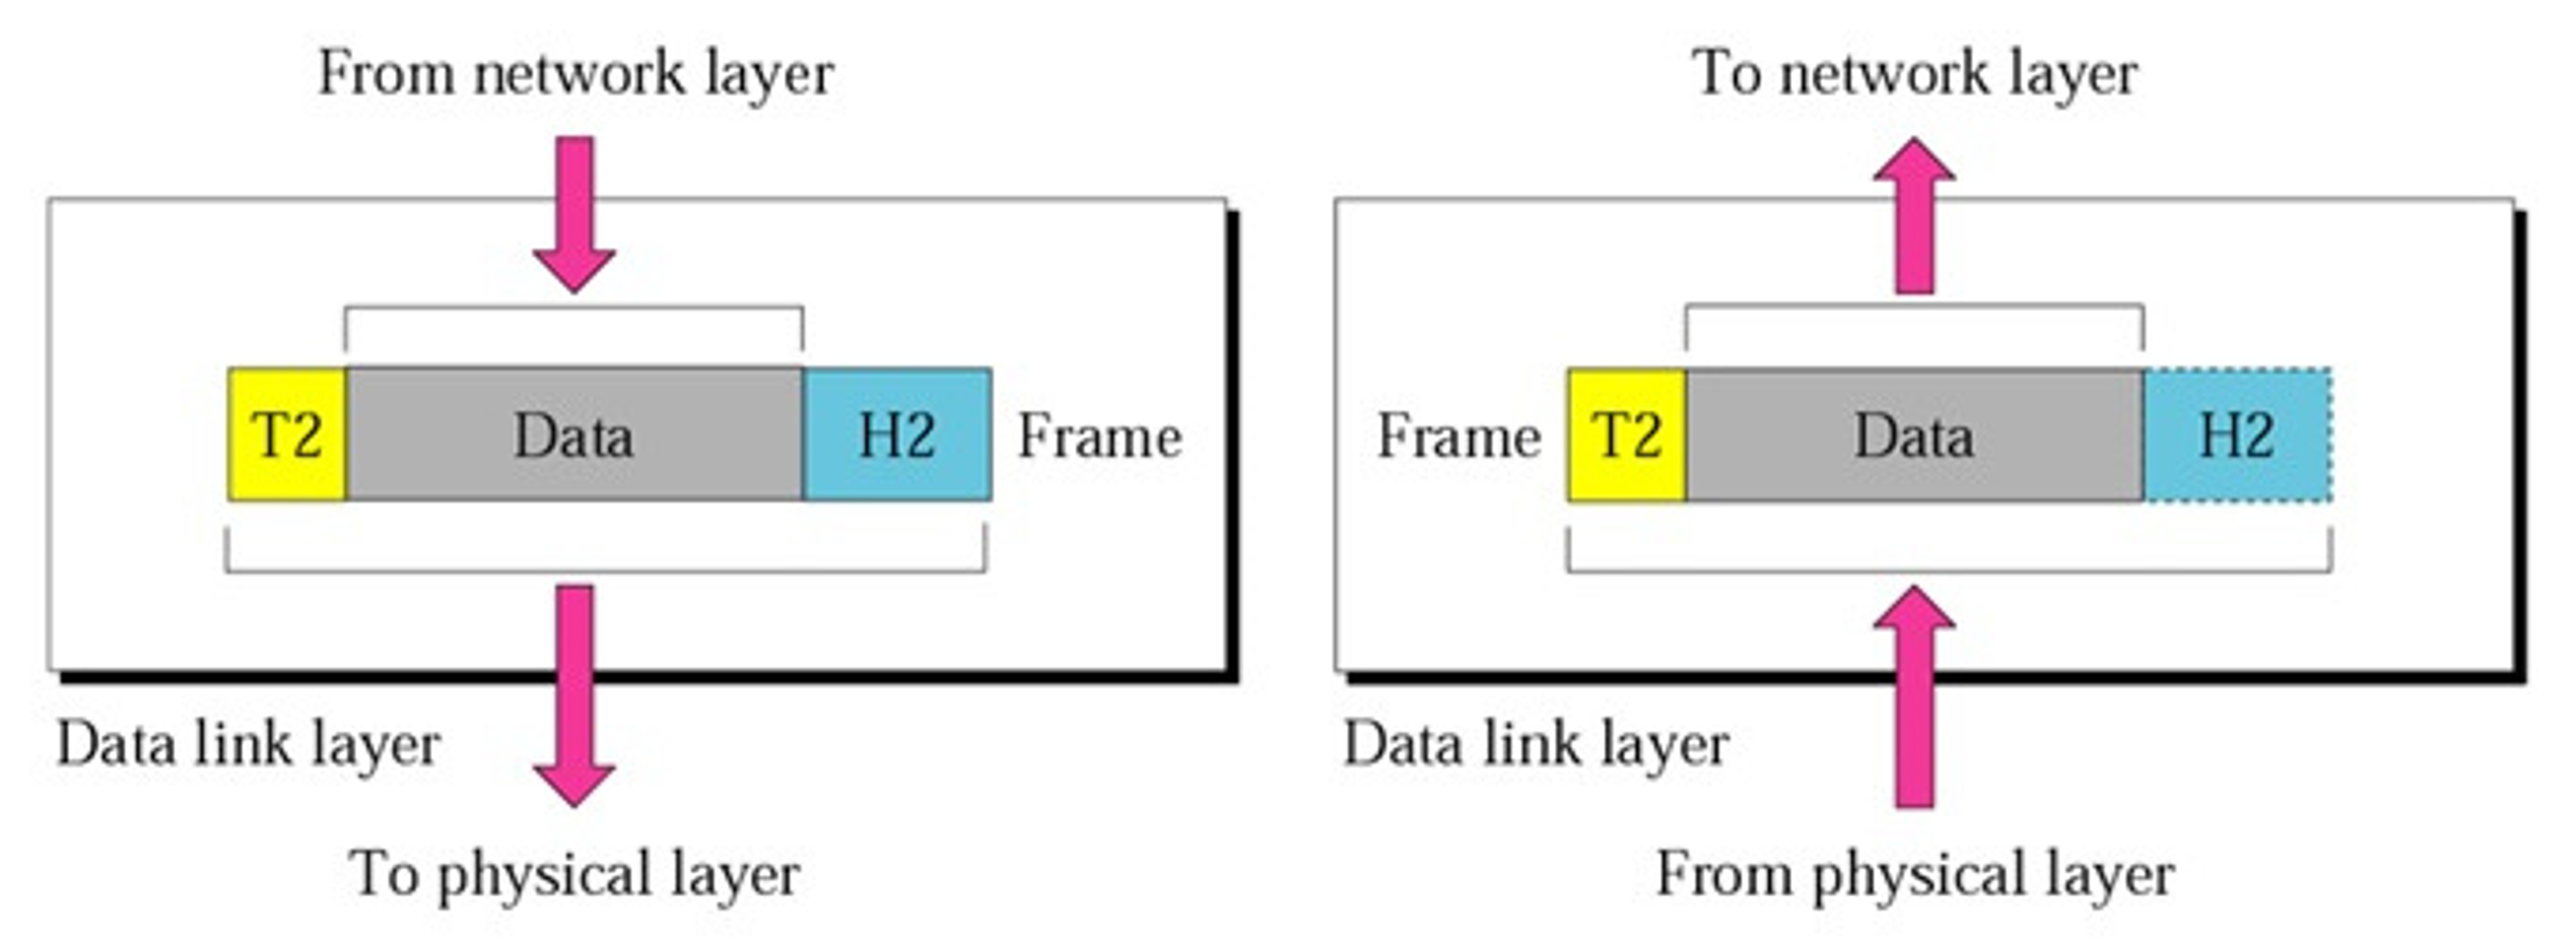 From network layer
T2 Data H2 Frame
Data link layer
To physical layer
To network layer
Frame T2 Data H2
Data link layer
From physical layer